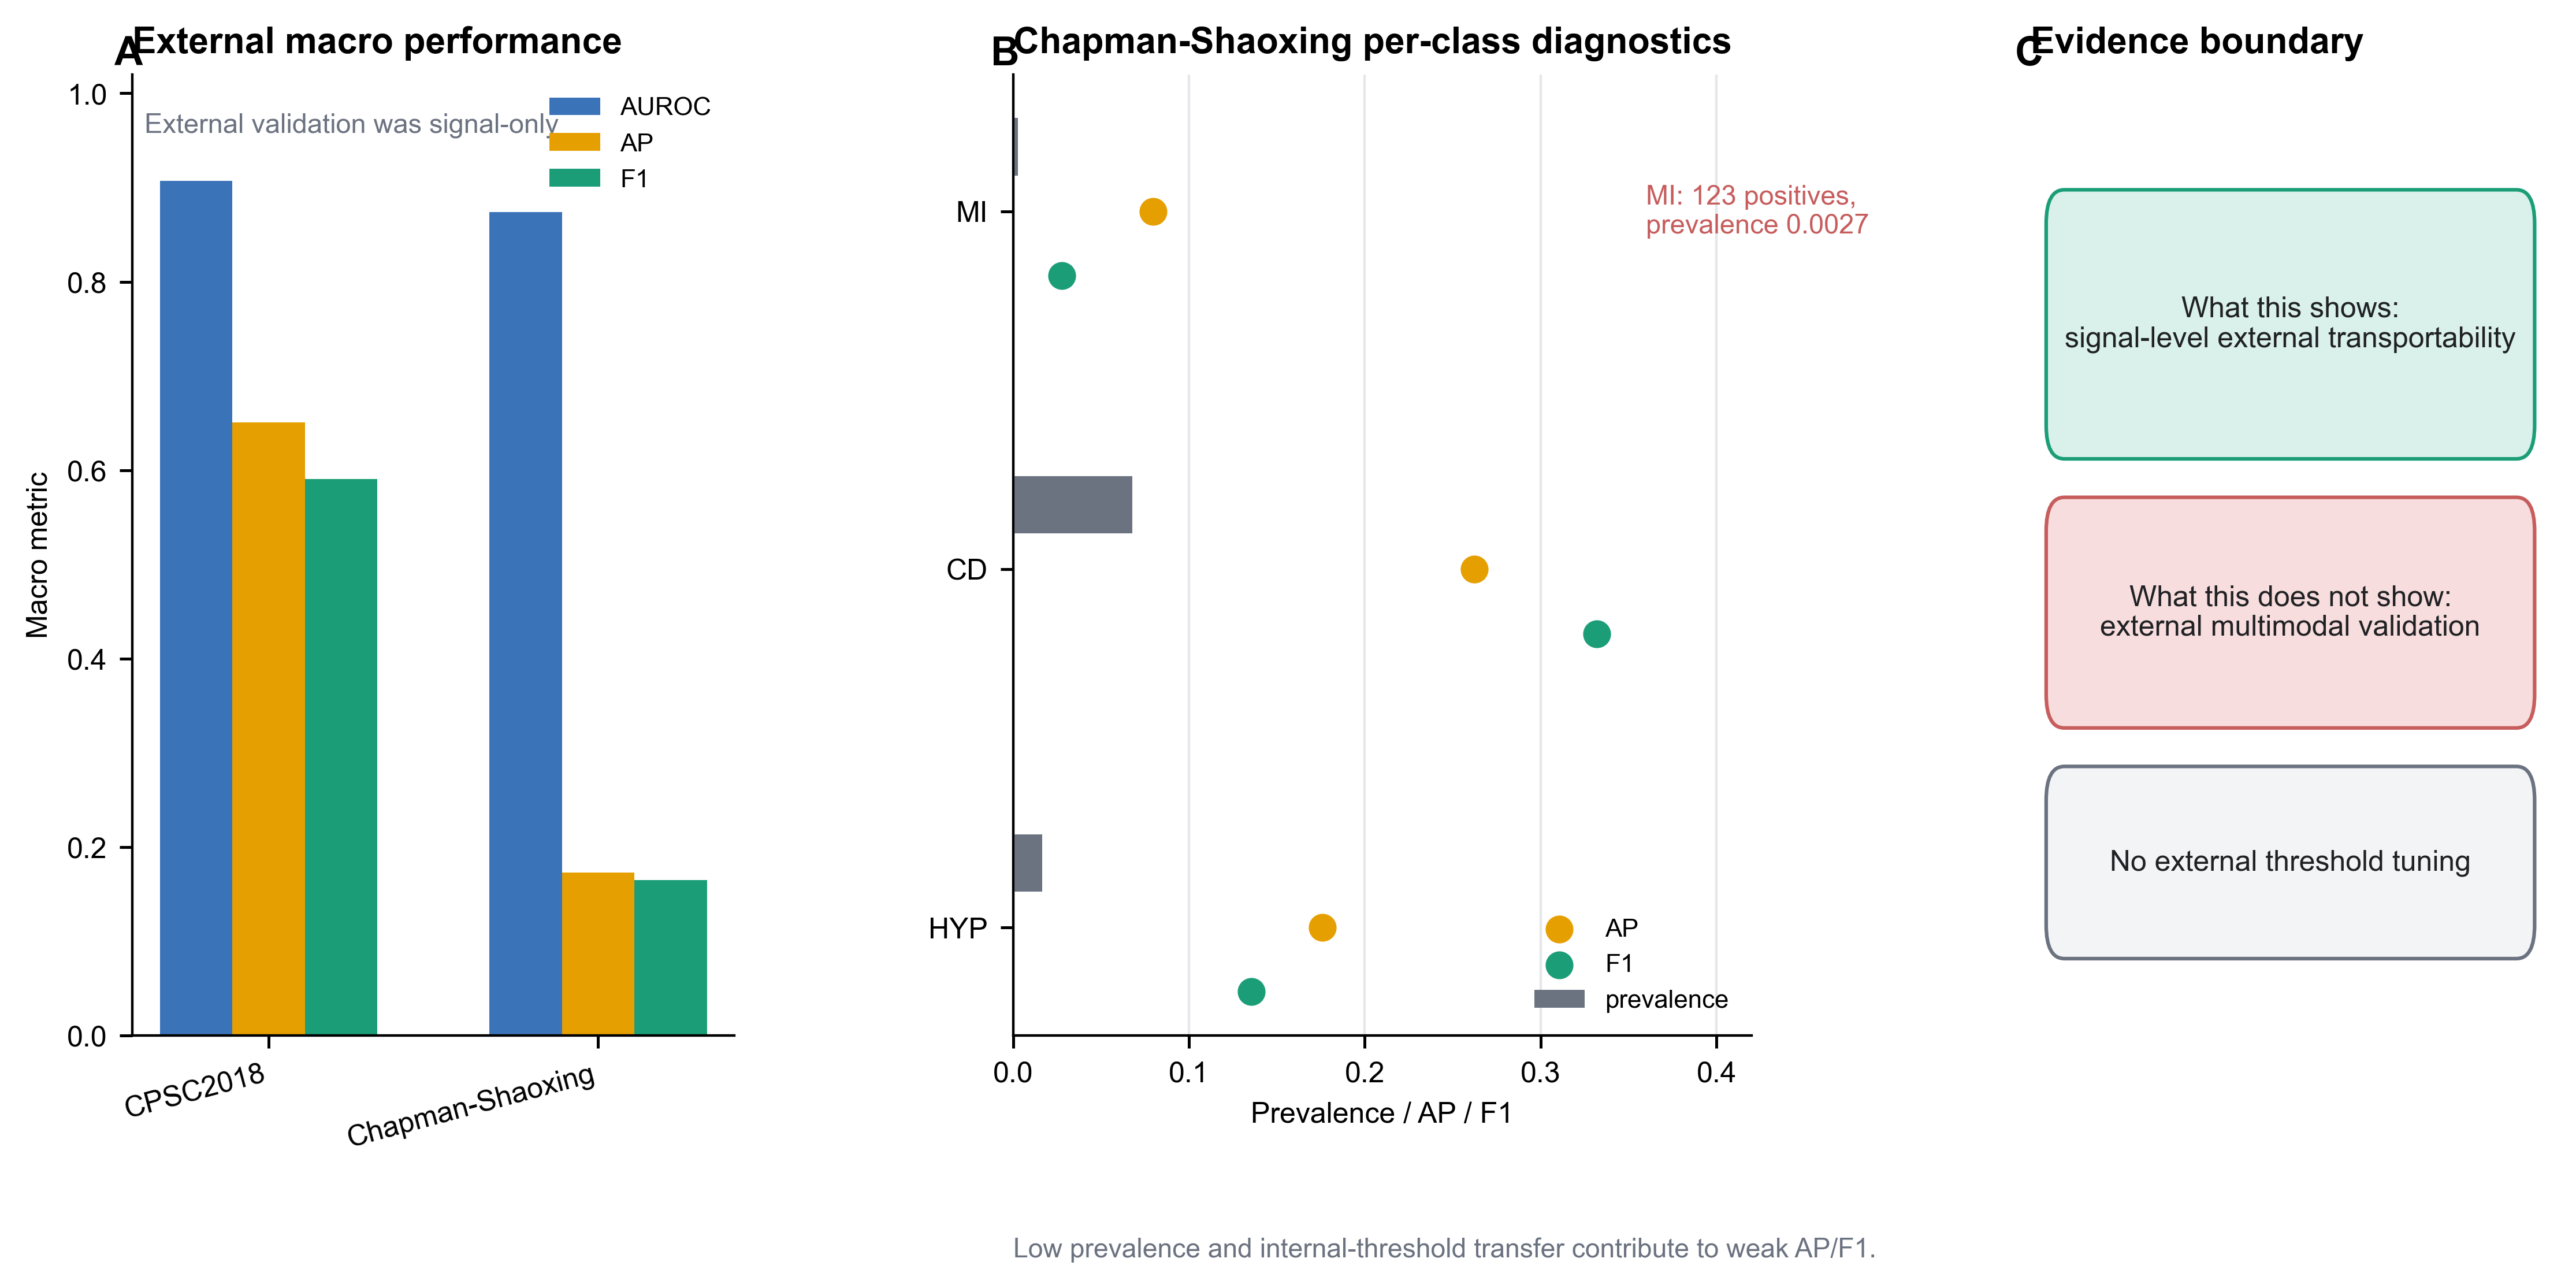 A
External macro performance
External validation was signal-only
AUROC
AP
F1
1.0
0.8
0.6
0.4
0.2
0.0
Macro metric
CPSC2018
Chapman-Shaoxing
B
Chapman-Shaoxing per-class diagnostics
MI: 123 positives,
prevalence 0.0027
MI
CD
HYP
AP
F1
prevalence
0.0
0.1
0.2
0.3
0.4
Prevalence / AP / F1
Low prevalence and internal-threshold transfer contribute to weak AP/F1.
C
Evidence boundary
What this shows:
signal-level external transportability
What this does not show:
external multimodal validation
No external threshold tuning